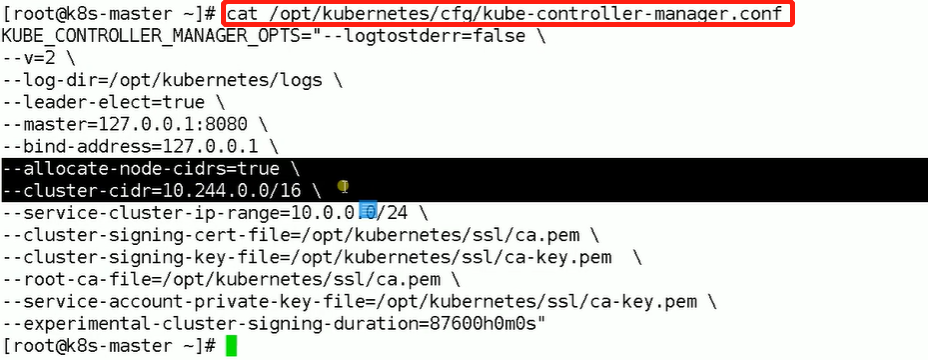 [root@k8s-master ~]# cat /opt/kubernetes/cfg/kube-controller-manager.conf
KUBE_CONTROLLER_MANAGER_OPTS="--logtostderr=false \
--v=2 \
--log-dir=/opt/kubernetes/logs \
--leader-elect=true \
--master=127.0.0.1:8080 \
--bind-address=127.0.0.1 \
--allocate-node-cidrs=true \
--cluster-cidr=10.244.0.0/16 \
--service-cluster-ip-range=10.0.0.0/24 \
--cluster-signing-cert-file=/opt/kubernetes/ssl/ca.pem \
--cluster-signing-key-file=/opt/kubernetes/ssl/ca-key.pem  \
--root-ca-file=/opt/kubernetes/ssl/ca.pem \
--service-account-private-key-file=/opt/kubernetes/ssl/ca-key.pem \
--experimental-cluster-signing-duration=87600h0m0s"
[root@k8s-master ~]#